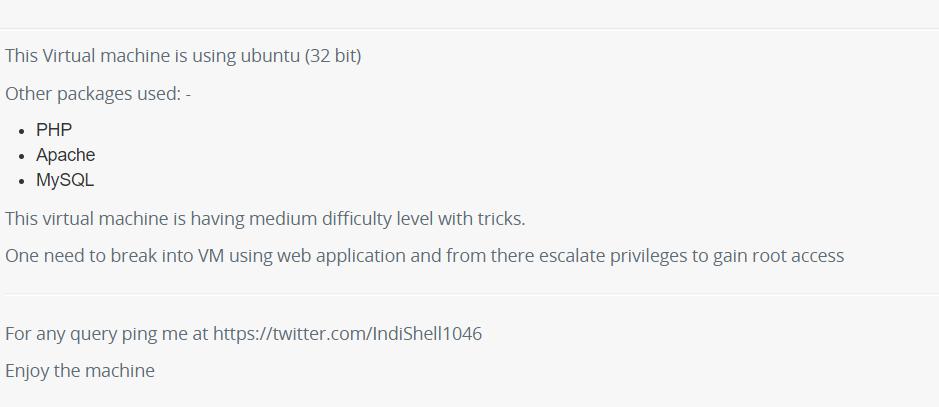 This Virtual machine is using ubuntu (32 bit)
Other packages used: -
• PHP
• Apache
• MySQL
This virtual machine is having medium difficulty level with tricks.
One need to break into VM using web application and from there escalate privileges to gain root access
For any query ping me at https://twitter.com/IndiShell1046
Enjoy the machine